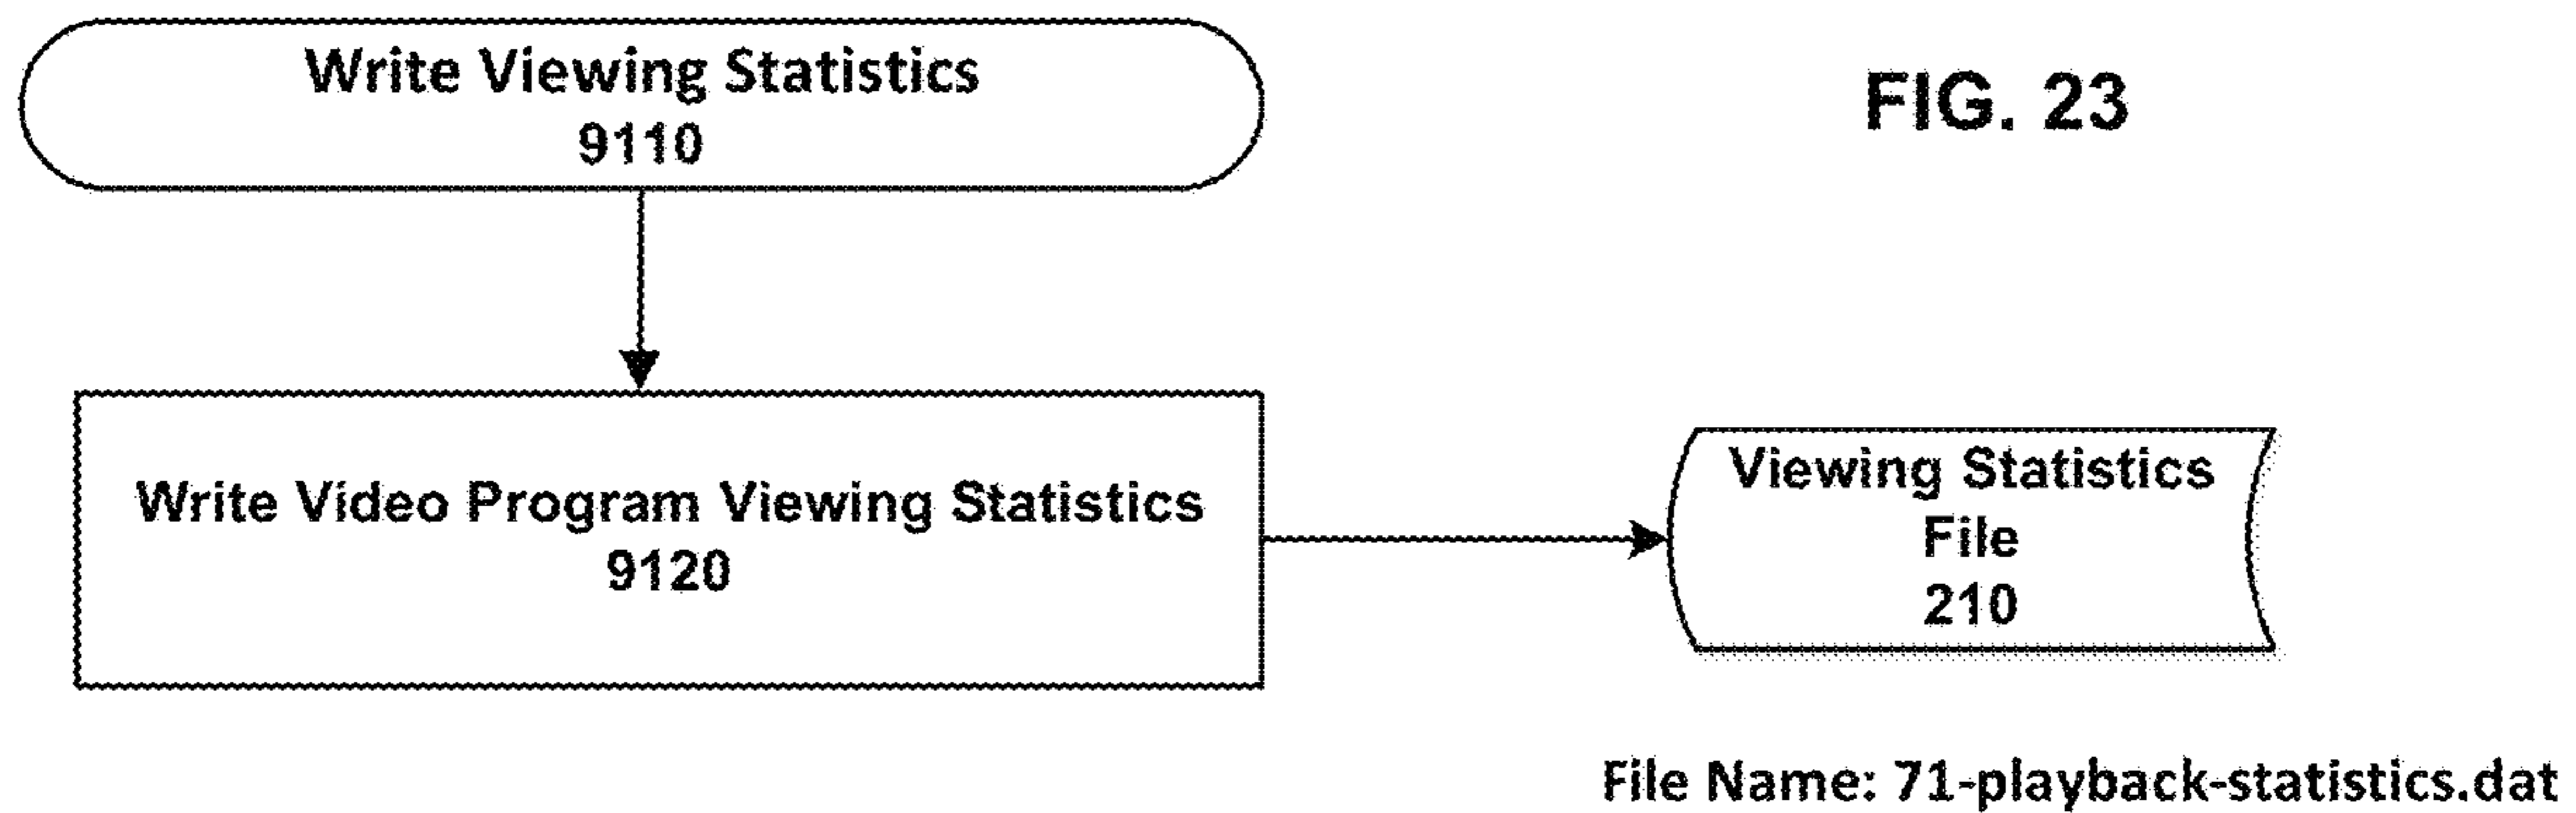 Write Viewing Statistics
9110
FIG. 23
Write Video Program Viewing Statistics
9120
Viewing Statistics
File
210
File Name: 71-playback-statistics.dat